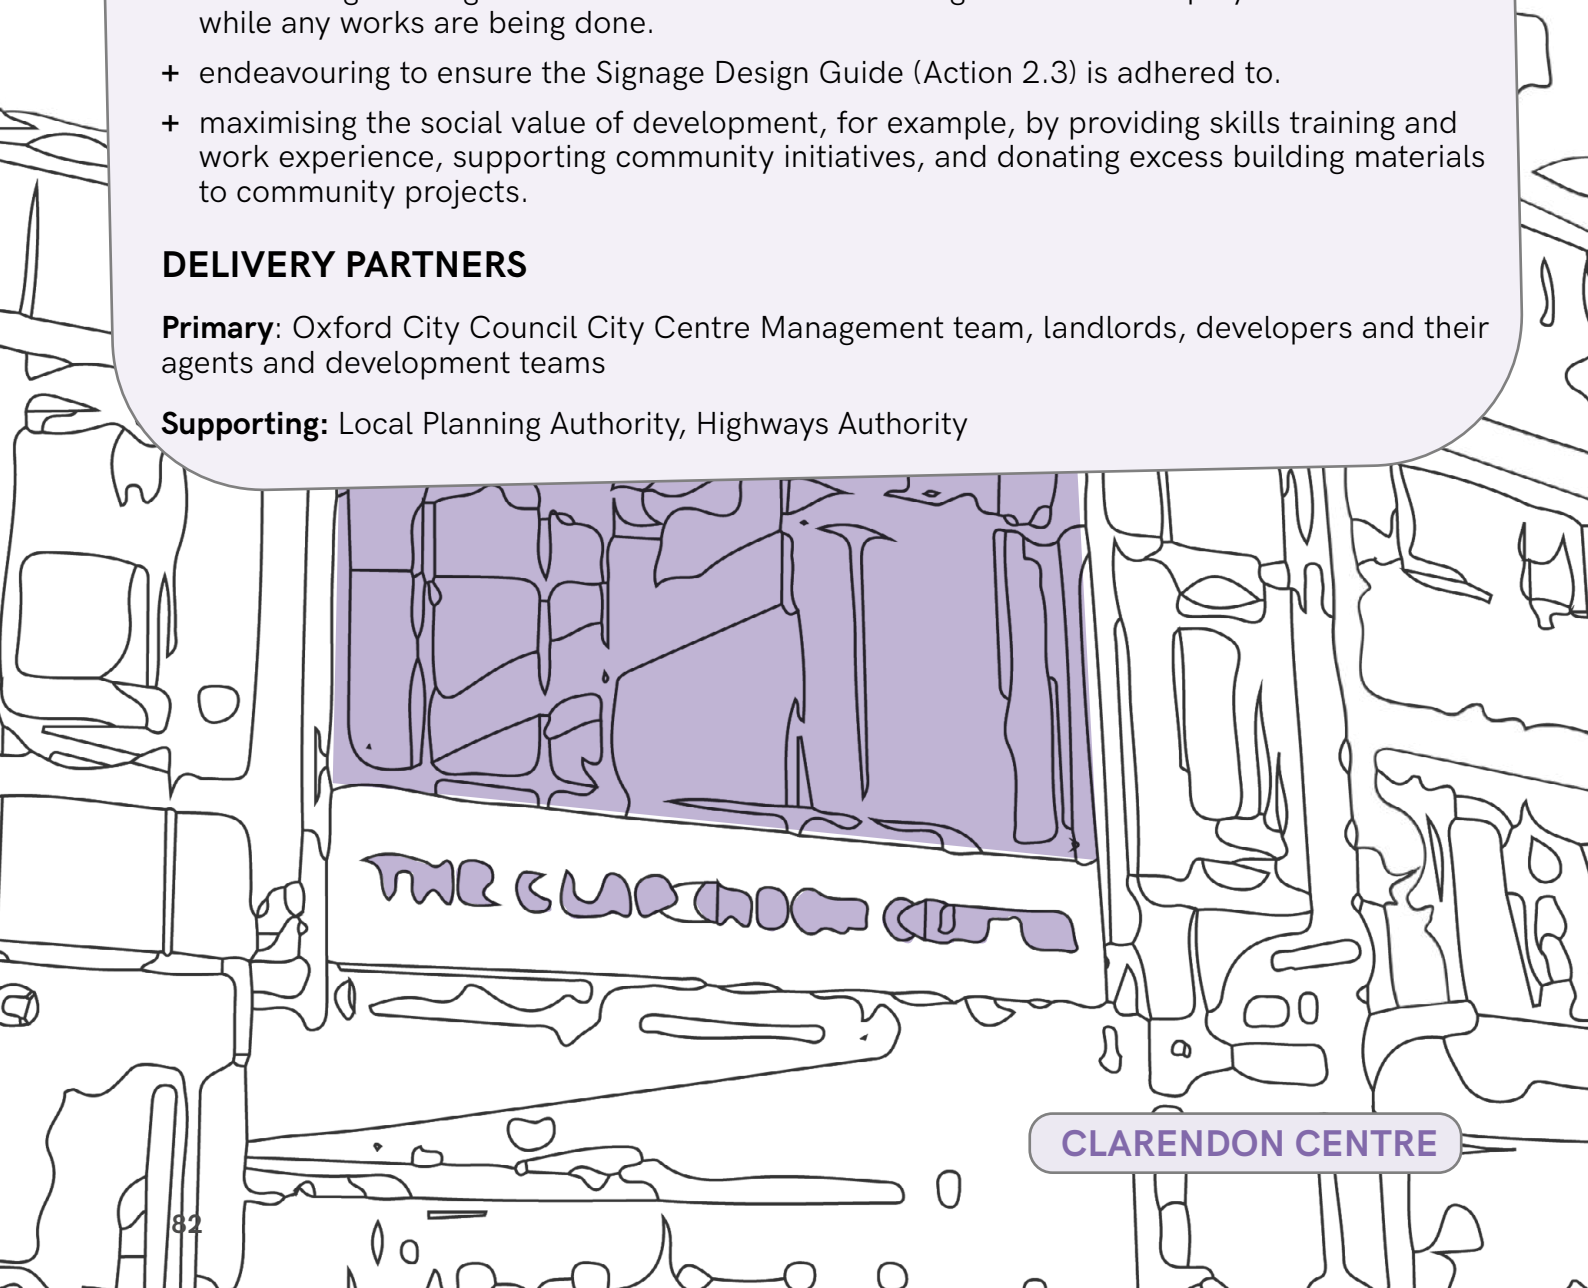 while any works are being done.
+ endeavouring to ensure the Signage Design Guide (Action 2.3) is adhered to.
+ maximising the social value of development, for example, by providing skills training and
work experience, supporting community initiatives, and donating excess building materials
to community projects.
DELIVERY PARTNERS
Primary: Oxford City Council City Centre Management team, landlords, developers and their
agents and development teams
Supporting: Local Planning Authority, Highways Authority
CLARENDON CENTRE
82